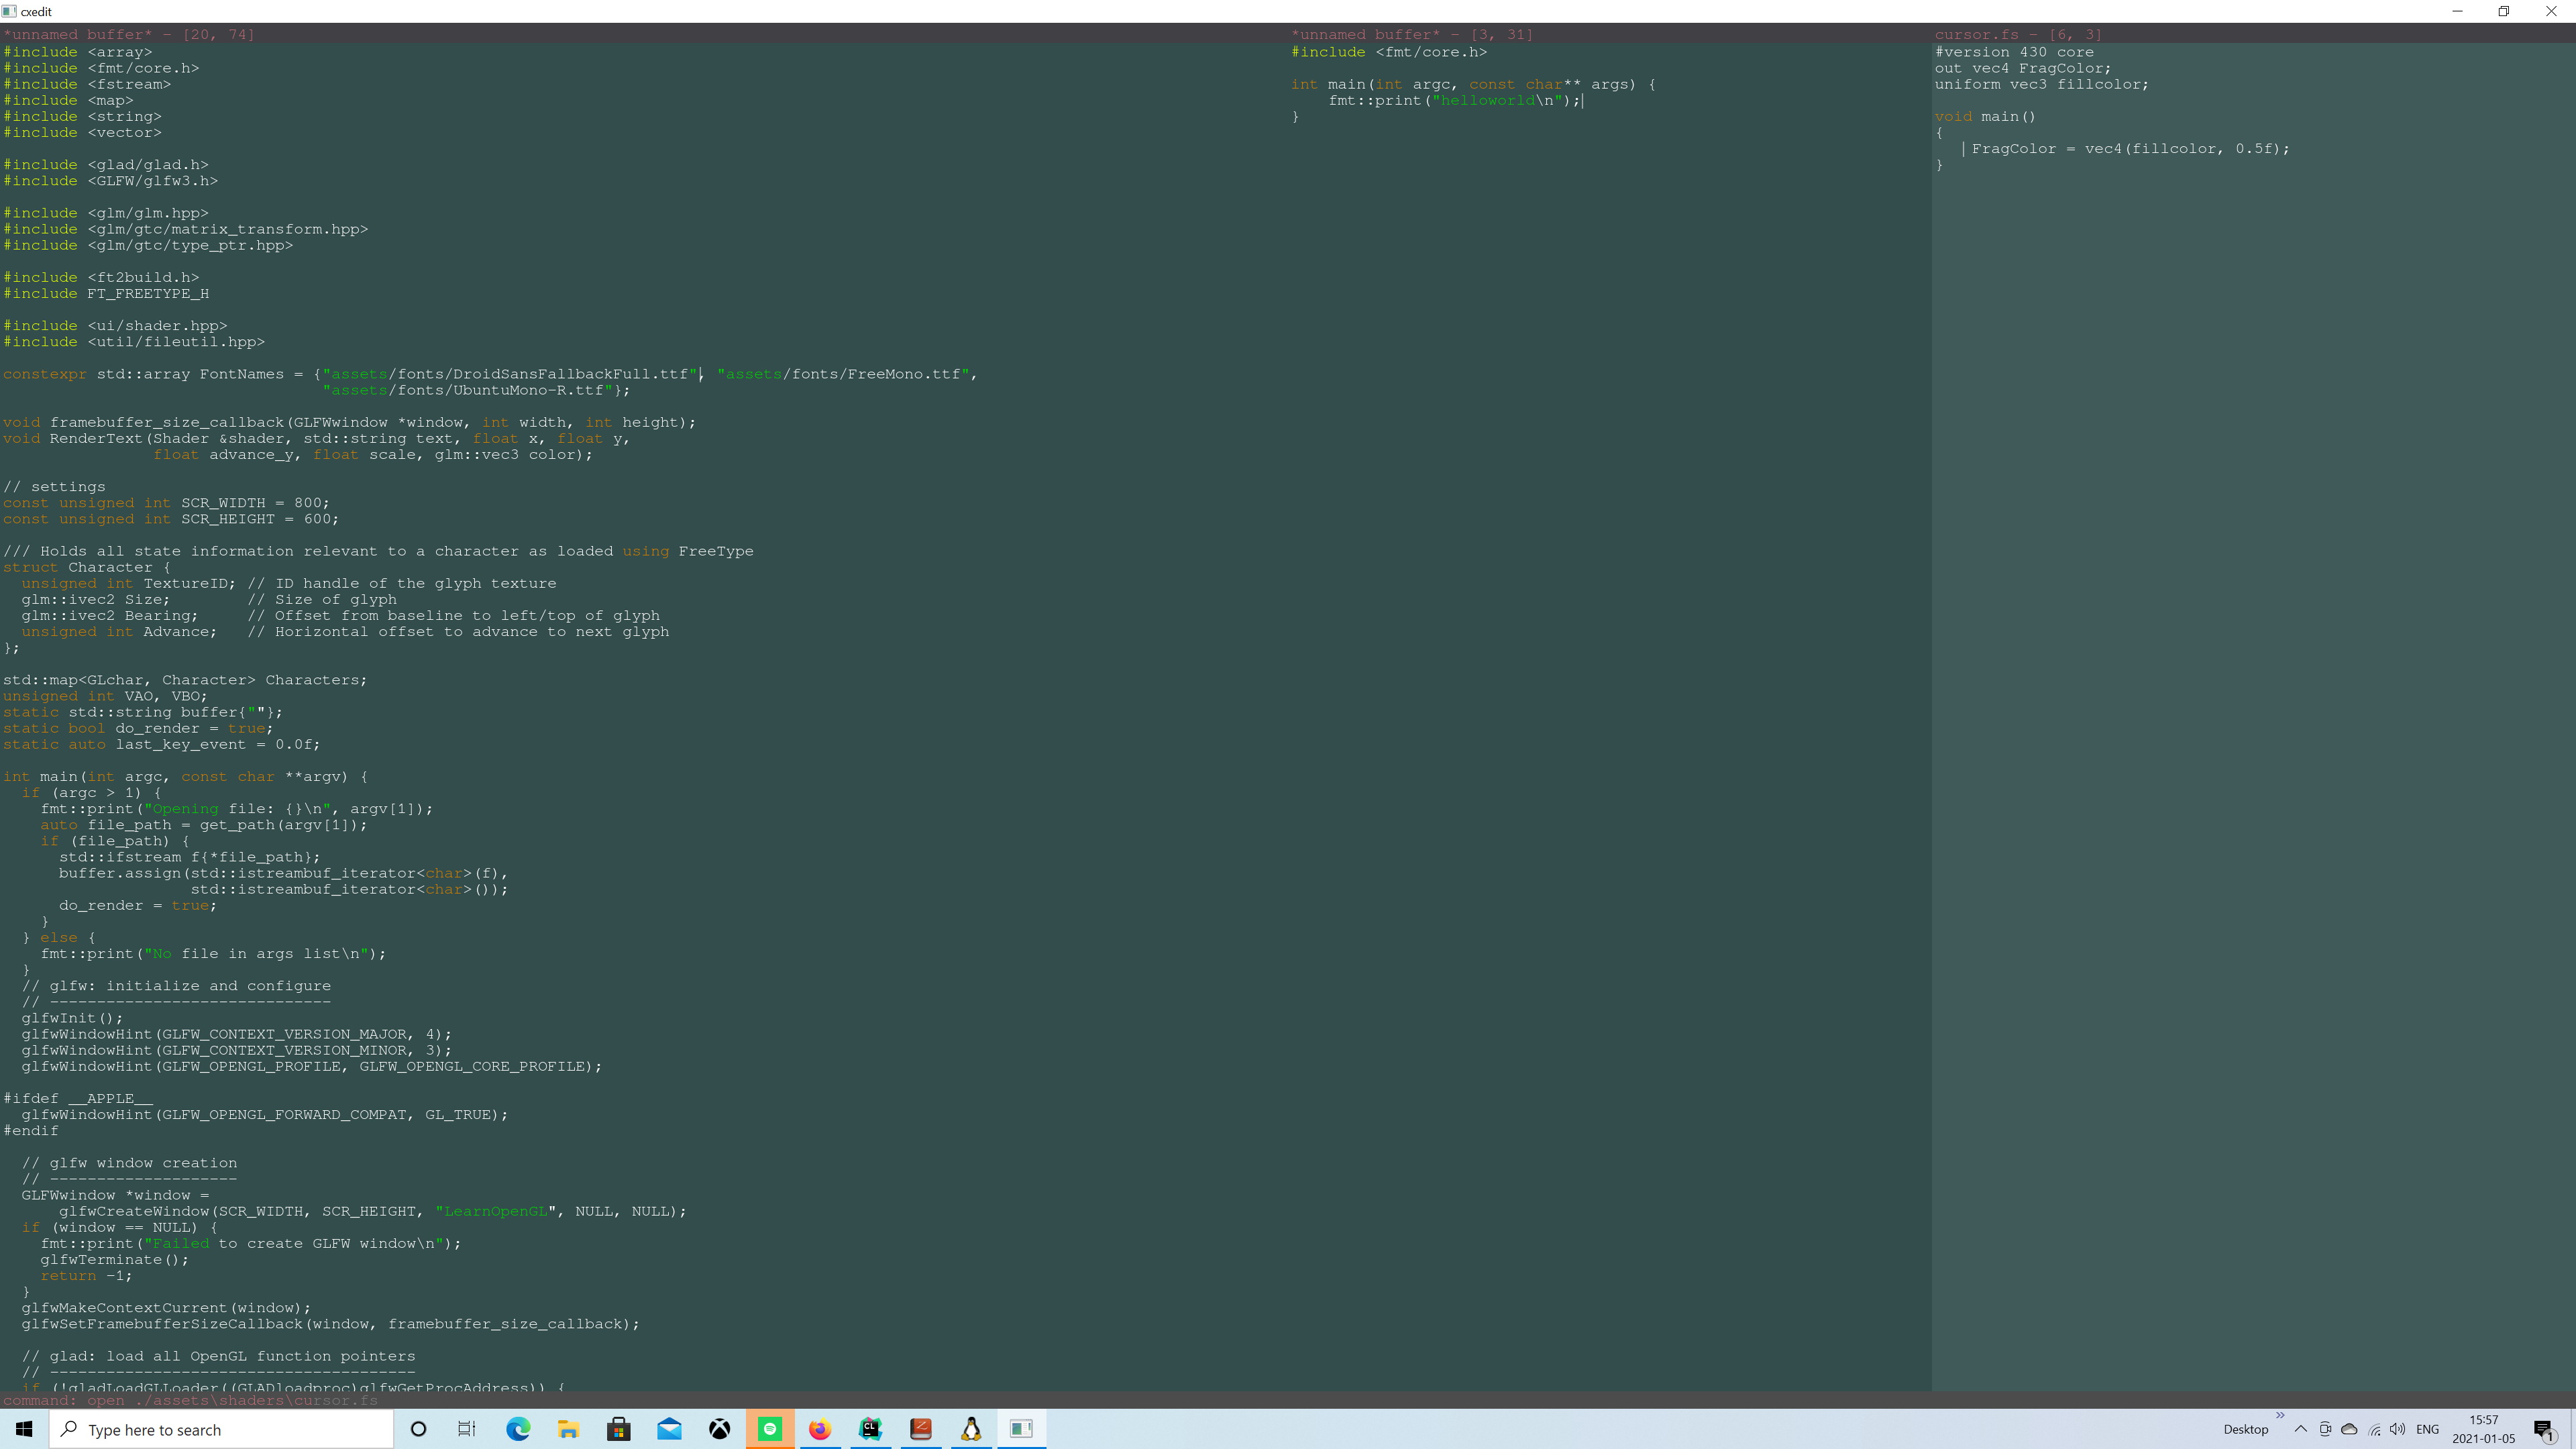 cxedit
*unnamed buffer* - [20, 74]
#include <array>
#include <fmt/core.h>
#include <fstream>
#include <map>
#include <string>
#include <vector>

#include <glad/glad.h>
#include <GLFW/glfw3.h>

#include <glm/glm.hpp>
#include <glm/gtc/matrix_transform.hpp>
#include <glm/gtc/type_ptr.hpp>

#include <ft2build.h>
#include FT_FREETYPE_H

#include <ui/shader.hpp>
#include <util/fileutil.hpp>

constexpr std::array FontNames = {"assets/fonts/DroidSansFallbackFull.ttf", "assets/fonts/FreeMono.ttf",
                                  "assets/fonts/UbuntuMono-R.ttf"};

void framebuffer_size_callback(GLFWwindow *window, int width, int height);
void RenderText(Shader &shader, std::string text, float x, float y,
                float advance_y, float scale, glm::vec3 color);

// settings
const unsigned int SCR_WIDTH = 800;
const unsigned int SCR_HEIGHT = 600;

/// Holds all state information relevant to a character as loaded using FreeType
struct Character {
  unsigned int TextureID; // ID handle of the glyph texture
  glm::ivec2 Size;        // Size of glyph
  glm::ivec2 Bearing;     // Offset from baseline to left/top of glyph
  unsigned int Advance;   // Horizontal offset to advance to next glyph
};

std::map<GLchar, Character> Characters;
unsigned int VAO, VBO;
static std::string buffer{""};
static bool do_render = true;
static auto last_key_event = 0.0f;

int main(int argc, const char **argv) {
  if (argc > 1) {
    fmt::print("Opening file: {}\n", argv[1]);
    auto file_path = get_path(argv[1]);
    if (file_path) {
      std::ifstream f{*file_path};
      buffer.assign(std::istreambuf_iterator<char>(f),
                    std::istreambuf_iterator<char>());
      do_render = true;
    }
  } else {
    fmt::print("No file in args list\n");
  }
  // glfw: initialize and configure
  // ------------------------------
  glfwInit();
  glfwWindowHint(GLFW_CONTEXT_VERSION_MAJOR, 4);
  glfwWindowHint(GLFW_CONTEXT_VERSION_MINOR, 3);
  glfwWindowHint(GLFW_OPENGL_PROFILE, GLFW_OPENGL_CORE_PROFILE);

#ifdef __APPLE__
  glfwWindowHint(GLFW_OPENGL_FORWARD_COMPAT, GL_TRUE);
#endif

  // glfw window creation
  // --------------------
  GLFWwindow *window =
      glfwCreateWindow(SCR_WIDTH, SCR_HEIGHT, "LearnOpenGL", NULL, NULL);
  if (window == NULL) {
    fmt::print("Failed to create GLFW window\n");
    glfwTerminate();
    return -1;
  }
  glfwMakeContextCurrent(window);
  glfwSetFramebufferSizeCallback(window, framebuffer_size_callback);

  // glad: load all OpenGL function pointers
  // ---------------------------------------
  if (!gladLoadGLLoader((GLADloadproc)glfwGetProcAddress)) {
*unnamed buffer* - [3, 31]
#include <fmt/core.h>

int main(int argc, const char** args) {
    fmt::print("helloworld\n");
}
cursor.fs - [6, 3]
#version 430 core
out vec4 FragColor;
uniform vec3 fillcolor;

void main()
{
    FragColor = vec4(fillcolor, 0.5f);
}
command: open ./assets\shaders\cursor.fs
Type here to search
CL
Desktop
ENG
15:57
2021-01-05
1